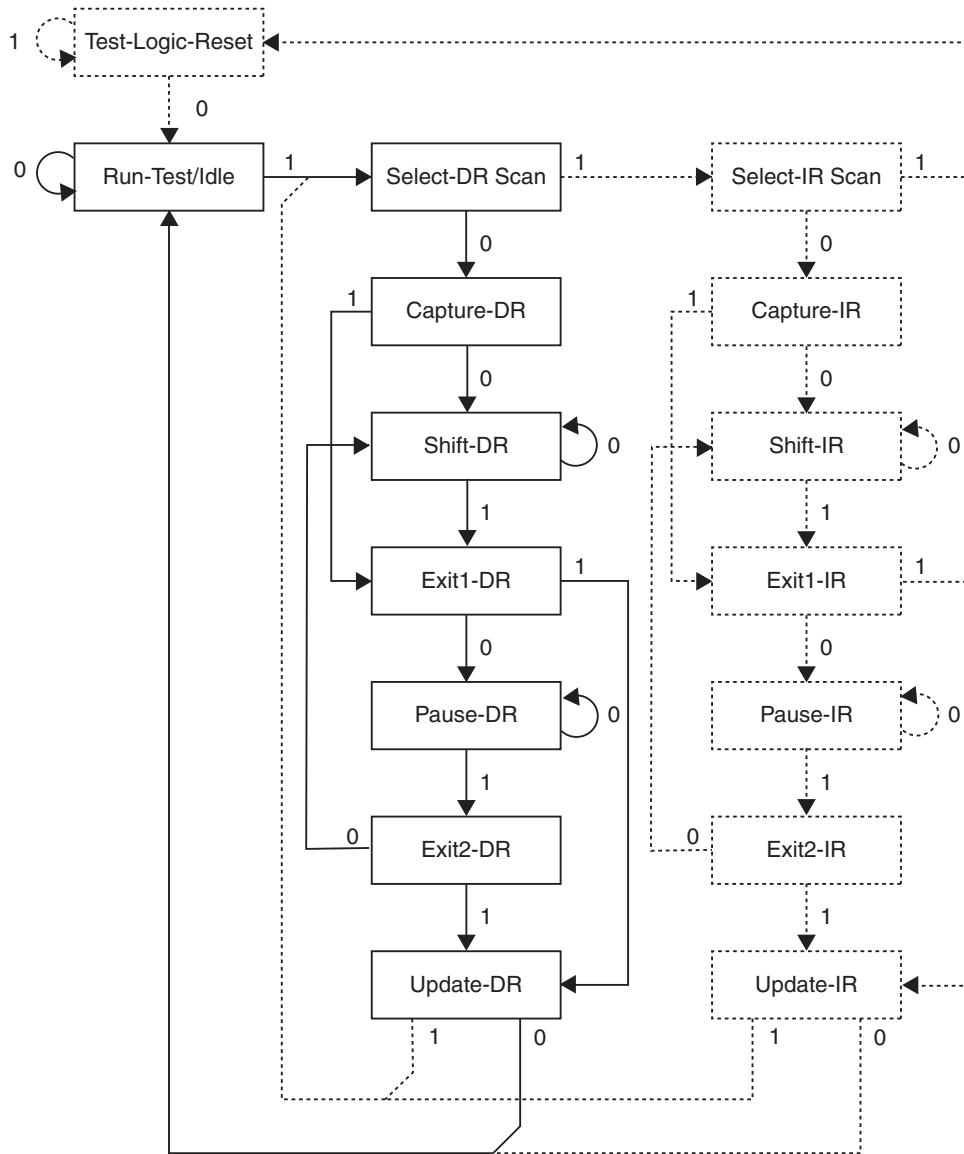 1
Test-Logic-Reset
0
0
Run-Test/Idle
1
Select-DR Scan
1
Select-IR Scan
1
0
0
1
Capture-DR
1
Capture-IR
0
0
Shift-DR
0
Shift-IR
0
1
1
Exit1-DR
1
Exit1-IR
1
0
0
Pause-DR
0
Pause-IR
0
1
1
0
Exit2-DR
0
Exit2-IR
1
1
Update-DR
Update-IR
1
0
1
0